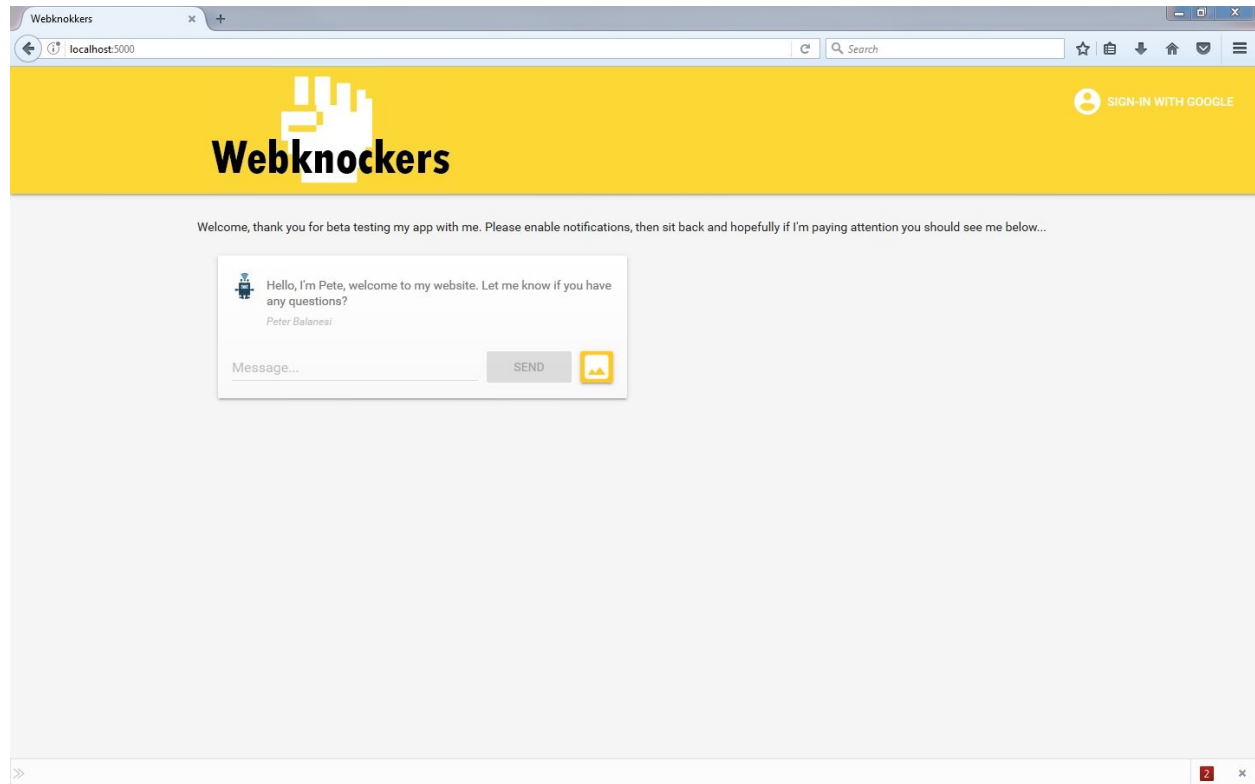 Webknokkers
localhost:5000
Search
SIGN-IN WITH GOOGLE
Webknockers
Welcome, thank you for beta testing my app with me. Please enable notifications, then sit back and hopefully if I'm paying attention you should see me below...
Hello, I'm Pete, welcome to my website. Let me know if you have
any questions?
Peter Balanesi
Message...
SEND
2